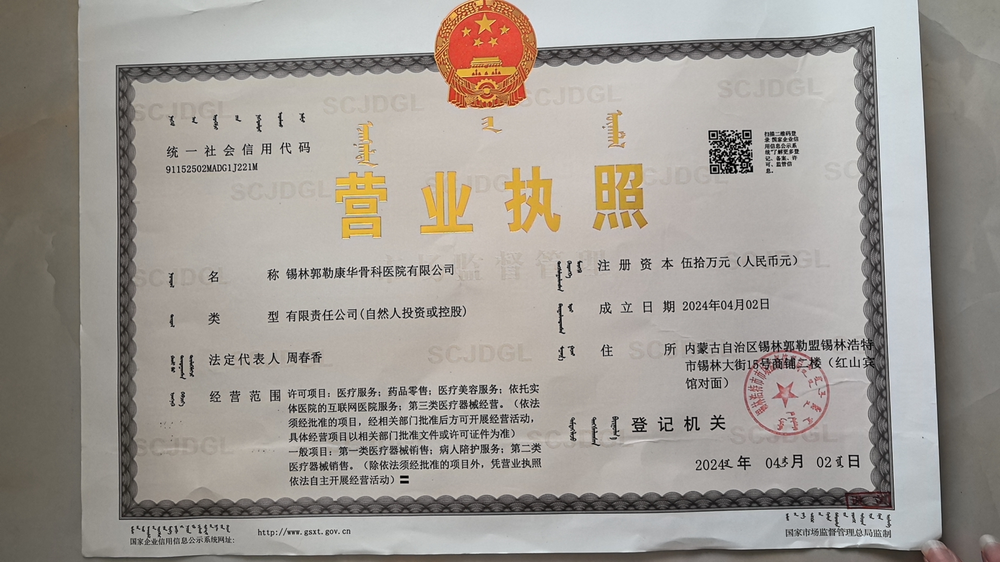 统一社会信用代码
91152502MADG1J221M
扫描二维码登
录“国家企业信
用信息公示系
统”了解更多登
记、备案、许
可、监管信
息。
营业执照
名称 锡林郭勒康华骨科医院有限公司
类型 有限责任公司(自然人投资或控股)
法定代表人 周春香
经营范围 许可项目：医疗服务；药品零售；医疗美容服务；依托实
体医院的互联网医院服务；第三类医疗器械经营。（依法
须经批准的项目，经相关部门批准后方可开展经营活动，
具体经营项目以相关部门批准文件或许可证件为准）
一般项目：第一类医疗器械销售；病人陪护服务；第二类
医疗器械销售。（除依法须经批准的项目外，凭营业执照
依法自主开展经营活动）
注册资本 伍拾万元（人民币元）
成立日期 2024年04月02日
住所 内蒙古自治区锡林郭勒盟锡林浩特
市锡林大街15号商铺二楼（红山宾
馆对面）
登记机关
2024年04月02日
国家企业信用信息公示系统网址：
http://www.gsxt.gov.cn
国家市场监督管理总局监制
SCJDGL
市场监督管理